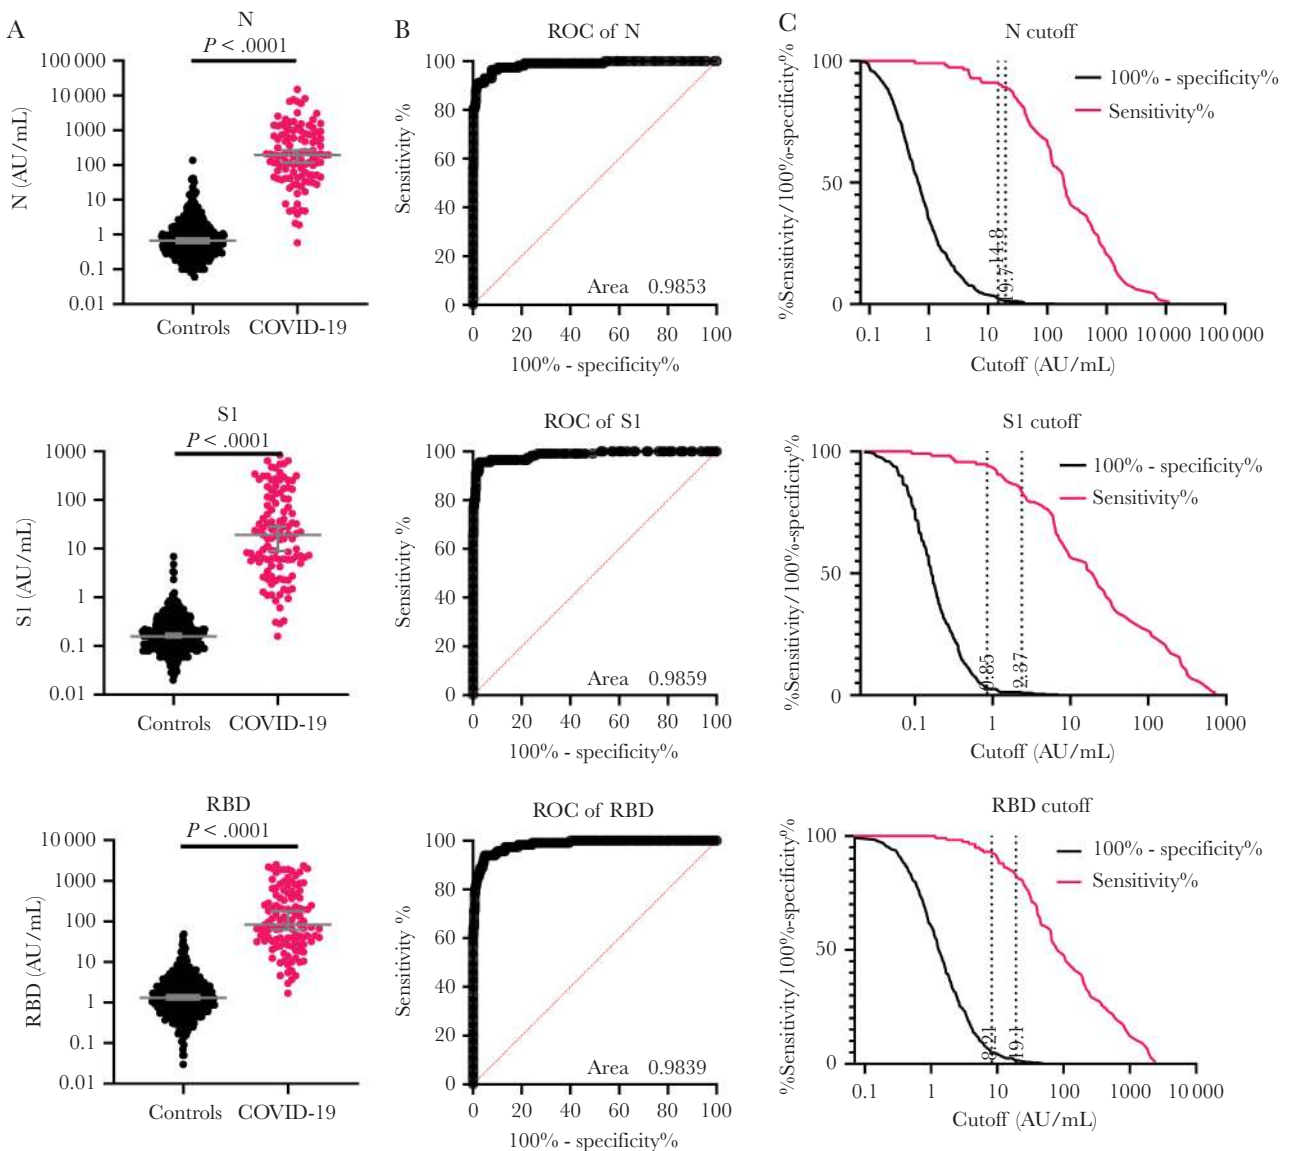 A
N
P < .0001
N (AU/mL)
100 000
10 000
1000
100
10
1
0.1
0.01
Controls COVID-19
B
ROC of N
Sensitivity %
100
80
60
40
20
0
Area 0.9853
0 20 40 60 80 100
100% - specificity%
C
N cutoff
%Sensitivity/100%-specificity%
100
50
0
100% - specificity%
Sensitivity%
14.8
19.7
0.1 1 10 100 1000 10 000 100 000
Cutoff (AU/mL)
S1
P < .0001
S1 (AU/mL)
1000
100
10
1
0.1
0.01
Controls COVID-19
ROC of S1
Sensitivity %
100
80
60
40
20
0
Area 0.9859
0 20 40 60 80 100
100% - specificity%
S1 cutoff
%Sensitivity/100%-specificity%
100
50
0
100% - specificity%
Sensitivity%
0.85
2.37
0.1 1 10 100 1000
Cutoff (AU/mL)
RBD
P < .0001
RBD (AU/mL)
10 000
1000
100
10
1
0.1
0.01
Controls COVID-19
ROC of RBD
Sensitivity %
100
80
60
40
20
0
Area 0.9839
0 20 40 60 80 100
100% - specificity%
RBD cutoff
%Sensitivity/100%-specificity%
100
50
0
100% - specificity%
Sensitivity%
8.21
19.1
0.1 1 10 100 1000 10 000
Cutoff (AU/mL)